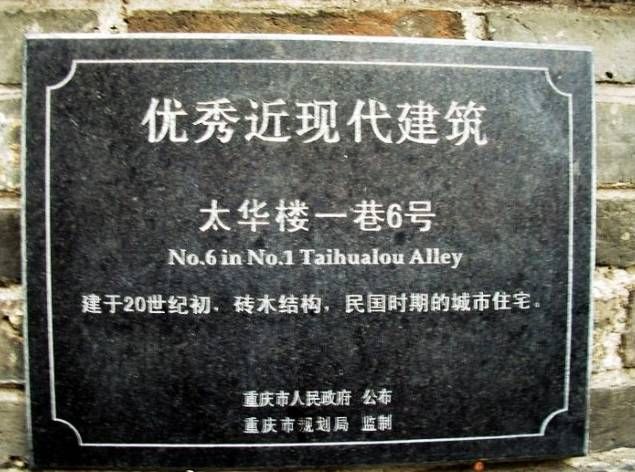 优秀近现代建筑
太华楼一巷6号
No.6 in No.1 Taihualou Alley
建于20世纪初．砖木结构，民国时期的城市住宅。
重庆市人民政府 公布
重庆市规划局 监制